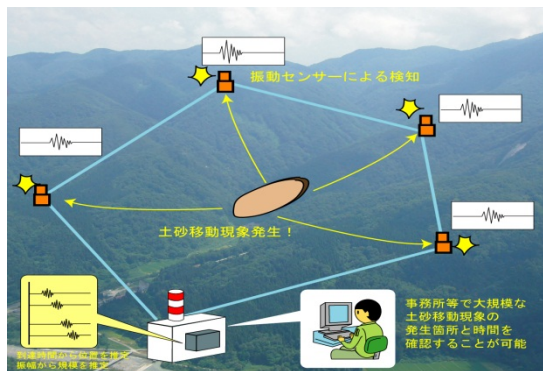 振動センサーによる検知
土砂移動現象発生！
事務所等で大規模な
土砂移動現象の
発生箇所と時間を
確認することが可能
到達時間から位置を推定
振幅から規模を推定